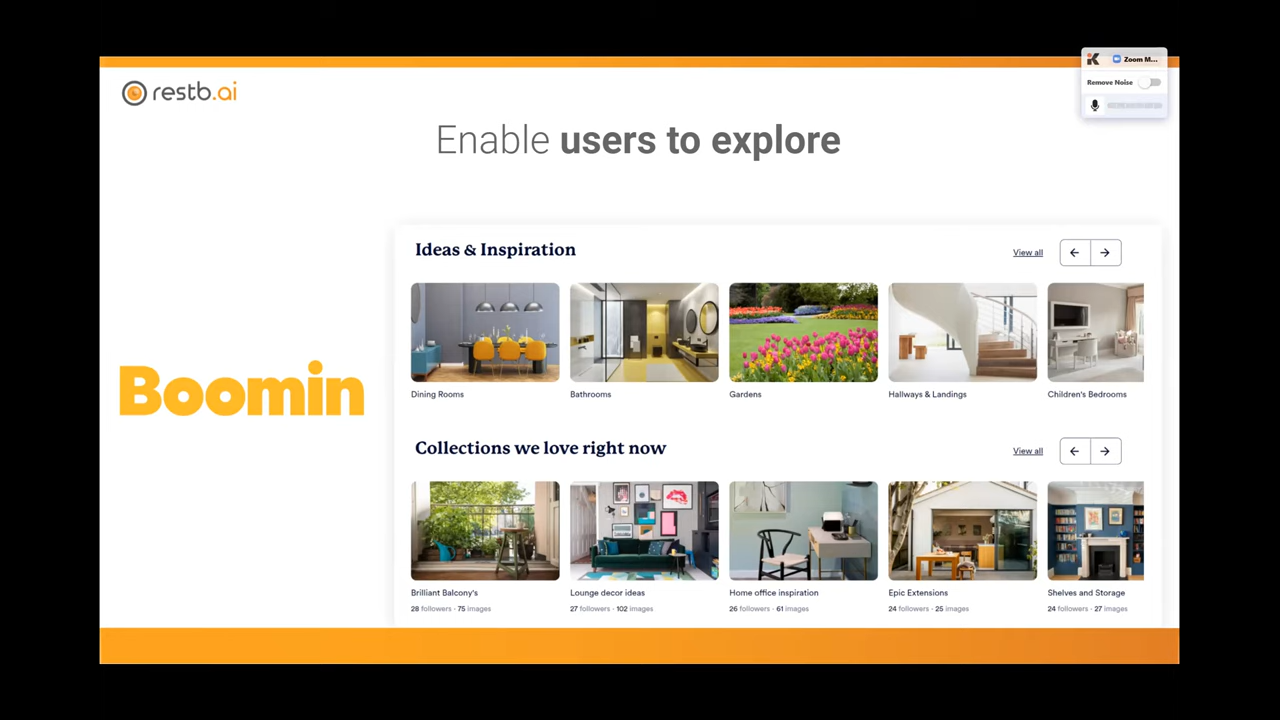 restb.ai
Zoom M...
Remove Noise
Enable users to explore
Boomin
Ideas & Inspiration
View all
Dining Rooms
Bathrooms
Gardens
Hallways & Landings
Children's Bedrooms
Collections we love right now
View all
Brilliant Balcony's
28 followers · 75 images
Lounge decor ideas
27 followers · 102 images
Home office inspiration
26 followers · 61 images
Epic Extensions
24 followers · 25 images
Shelves and Storage
24 followers · 27 images